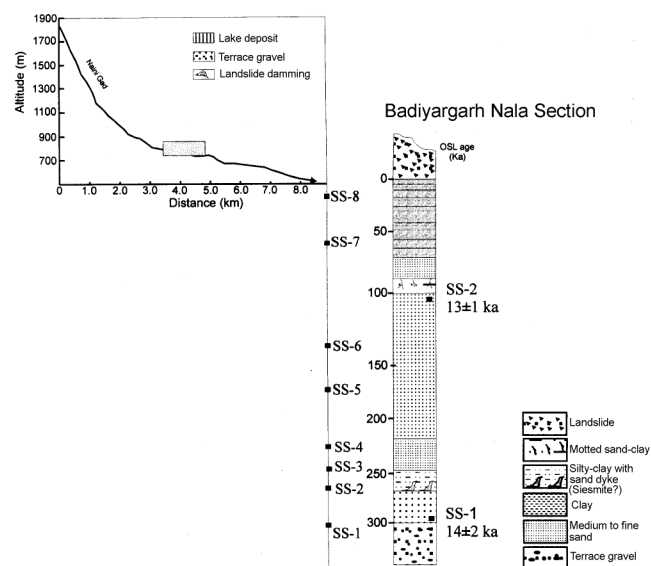 1900
1700
1500
1300
1100
900
700
Altitude (m)
Naini Gad
Lake deposit
Terrace gravel
Landslide damming
0 1.0 2.0 3.0 4.0 5.0 6.0 7.0 8.0
Distance (km)
SS-8
SS-7
SS-6
SS-5
SS-4
SS-3
SS-2
SS-1
Badiyargarh Nala Section
OSL age
(Ka)
0
50
100
150
200
250
300
SS-2
13±1 ka
SS-1
14±2 ka
Landslide
Motted sand-clay
Silty-clay with
sand dyke
(Siesmite?)
Clay
Medium to fine
sand
Terrace gravel